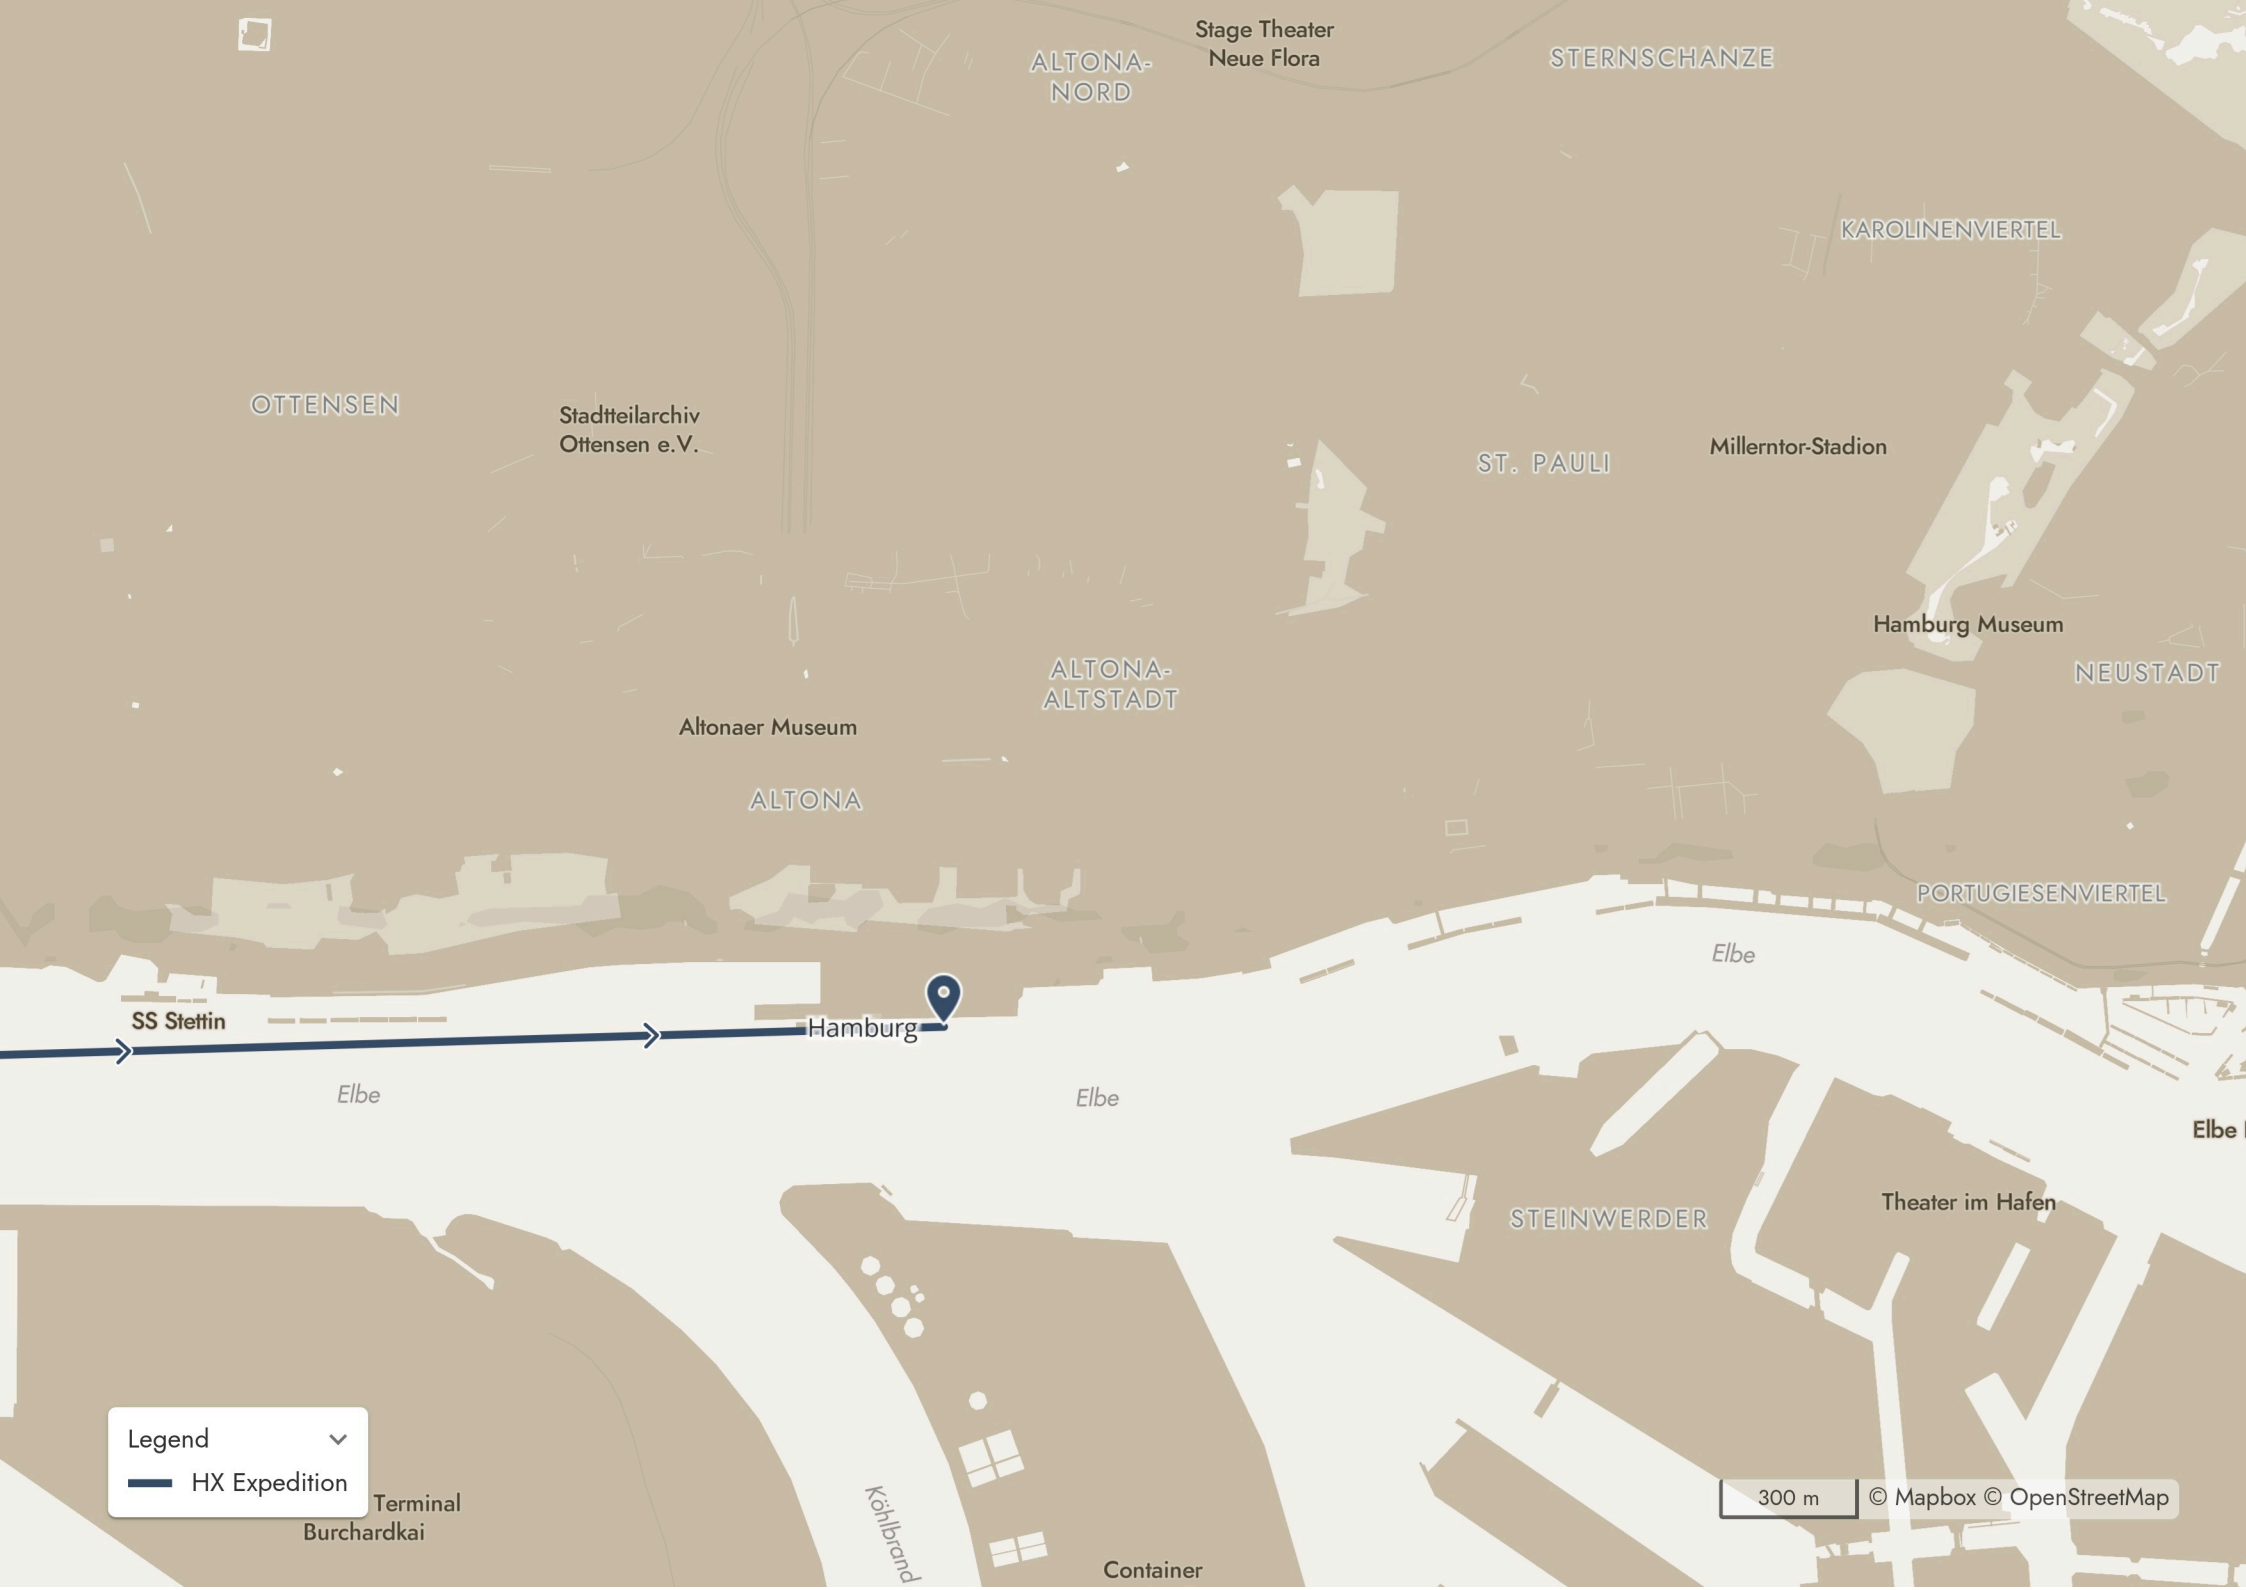 Stage Theater
Neue Flora
ALTONA-
NORD
STERNSCHANZE
KAROLINENVIERTEL
OTTENSEN
Stadtteilarchiv
Ottensen e.V.
ST. PAULI
Millerntor-Stadion
Hamburg Museum
NEUSTADT
ALTONA-
ALTSTADT
Altonaer Museum
ALTONA
PORTUGIESENVIERTEL
Elbe
SS Stettin
Hamburg
Elbe
Elbe
Elbe
Theater im Hafen
STEINWERDER
Legend
HX Expedition
Terminal
Burchardkai
Köhlbrand
Container
300 m
© Mapbox © OpenStreetMap